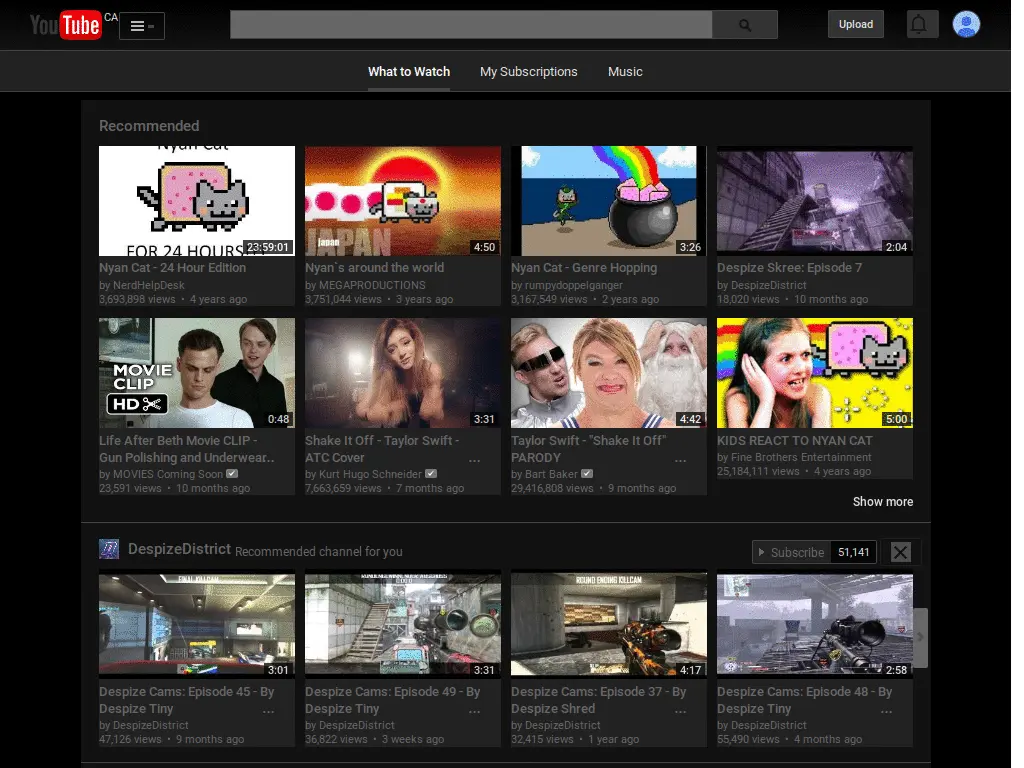 YouTube CA
Upload
What to Watch My Subscriptions Music
Recommended
Nyan Cat
FOR 24 HOURS!!
23:59:01
japan
JAPAN
4:50
3:26
2:04
Nyan Cat - 24 Hour Edition
by NerdHelpDesk
3,693,898 views • 4 years ago
Nyan`s around the world
by MEGAPRODUCTIONS
3,751,044 views • 3 years ago
Nyan Cat - Genre Hopping
by rumpydoppelganger
3,167,549 views • 2 years ago
Despize Skree: Episode 7
by DespizeDistrict
18,020 views • 10 months ago
MOVIE
CLIP
HD
0:48
3:31
4:42
5:00
Life After Beth Movie CLIP -
Gun Polishing and Underwear...
by MOVIES Coming Soon
23,591 views • 10 months ago
Shake It Off - Taylor Swift -
ATC Cover ...
by Kurt Hugo Schneider
7,663,659 views • 7 months ago
Taylor Swift - "Shake It Off"
PARODY ...
by Bart Baker
29,416,808 views • 9 months ago
KIDS REACT TO NYAN CAT
by Fine Brothers Entertainment
25,184,111 views • 4 years ago
Show more
DespizeDistrict Recommended channel for you
Subscribe 51,141
FINAL KILLCAM
3:01
3:31
ROUND ENDING KILLCAM
4:17
2:58
Despize Cams: Episode 45 - By
Despize Tiny ...
by DespizeDistrict
47,126 views • 9 months ago
Despize Cams: Episode 49 - By
Despize Tiny ...
by DespizeDistrict
36,822 views • 3 weeks ago
Despize Cams: Episode 37 - By
Despize Shred ...
by DespizeDistrict
32,415 views • 1 year ago
Despize Cams: Episode 48 - By
Despize Tiny ...
by DespizeDistrict
55,490 views • 4 months ago